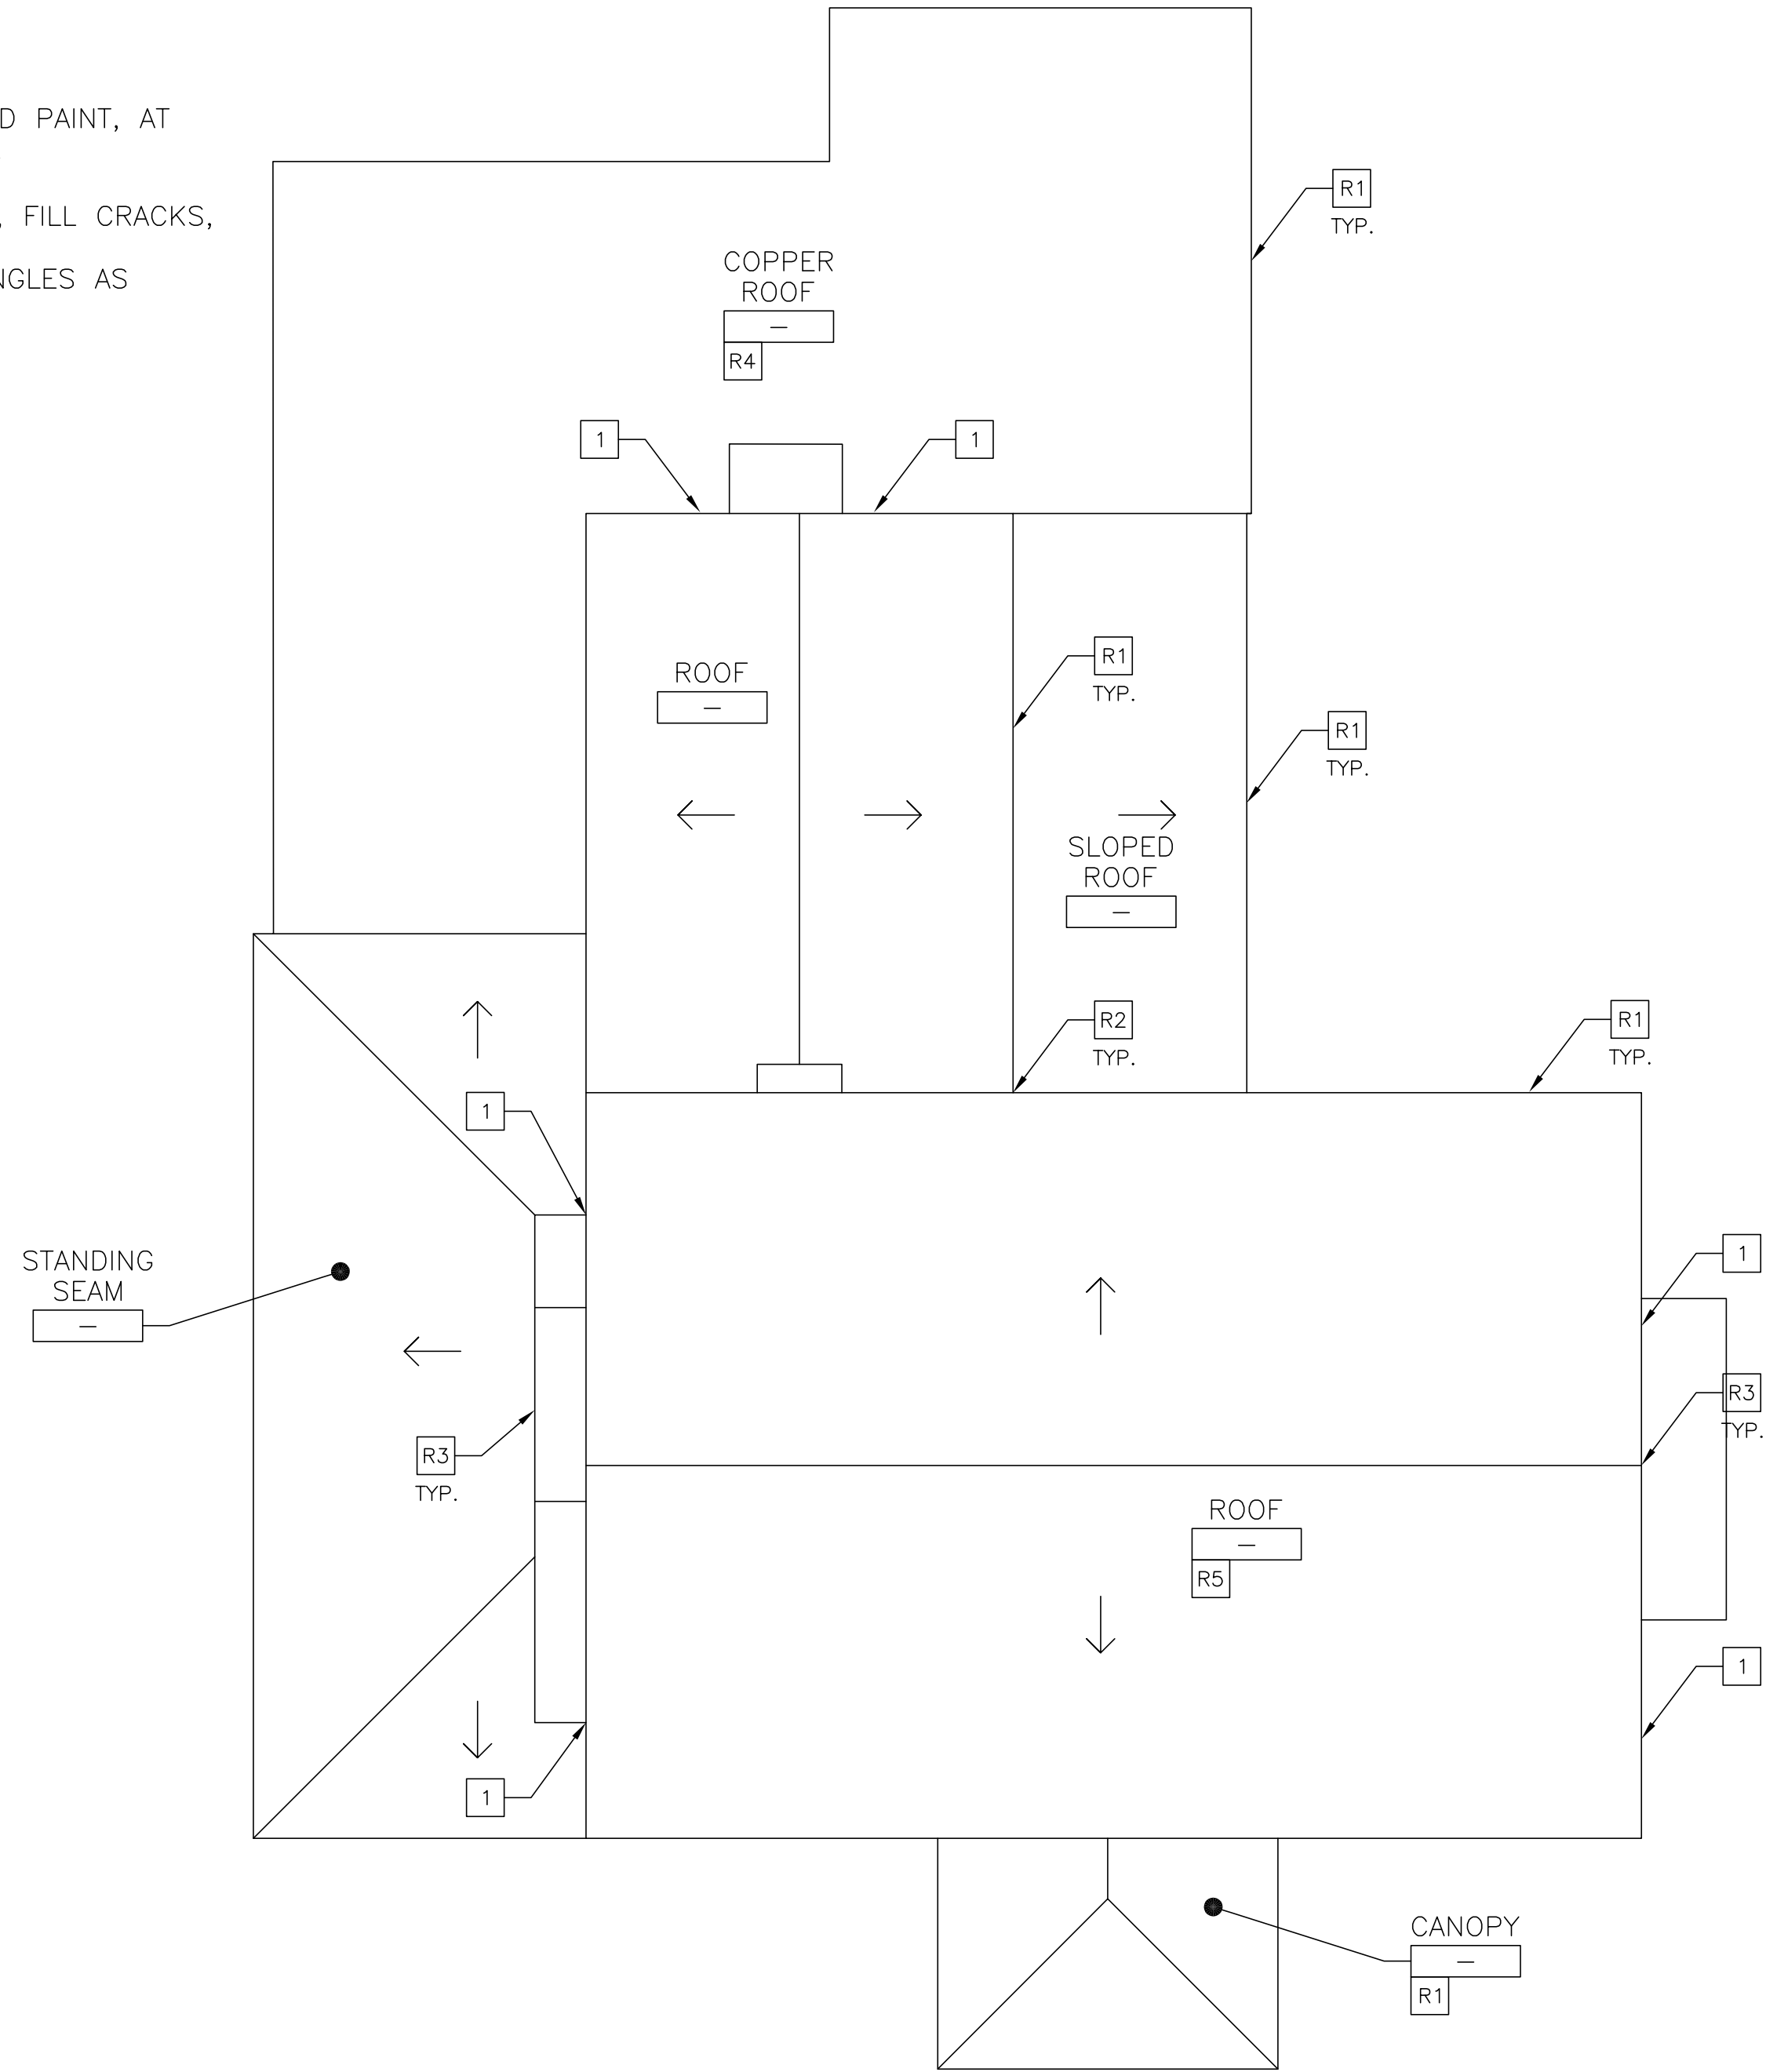 D PAINT, AT
, FILL CRACKS,
NGLES AS
R1
TYP.
COPPER
ROOF
–
R4
1
1
R1
TYP.
ROOF
–
R1
TYP.
SLOPED
ROOF
–
R2
TYP.
R1
TYP.
1
STANDING
SEAM
–
1
R3
TYP.
R3
TYP.
ROOF
–
R5
1
1
CANOPY
–
R1